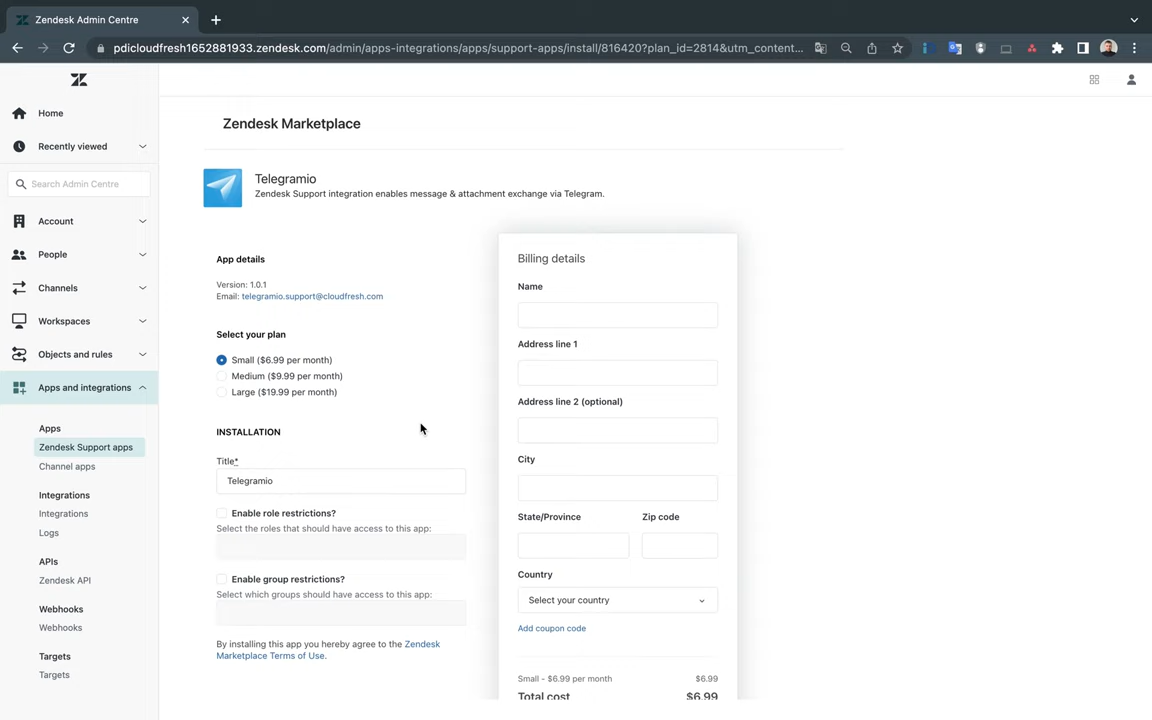 Zendesk Admin Centre
pdicloudfresh1652881933.zendesk.com/admin/apps-integrations/apps/support-apps/install/816420?plan_id=2814&utm_content...
Home
Recently viewed
Search Admin Centre
Account
People
Channels
Workspaces
Objects and rules
Apps and integrations
Apps
Zendesk Support apps
Channel apps
Integrations
Integrations
Logs
APIs
Zendesk API
Webhooks
Webhooks
Targets
Targets
Zendesk Marketplace
Telegramio
Zendesk Support integration enables message & attachment exchange via Telegram.
App details
Version: 1.0.1
Email: telegramio.support@cloudfresh.com
Select your plan
Small ($6.99 per month)
Medium ($9.99 per month)
Large ($19.99 per month)
INSTALLATION
Title*
Telegramio
Enable role restrictions?
Select the roles that should have access to this app:
Enable group restrictions?
Select which groups should have access to this app:
By installing this app you hereby agree to the Zendesk
Marketplace Terms of Use.
Billing details
Name
Address line 1
Address line 2 (optional)
City
State/Province Zip code
Country
Select your country
Add coupon code
Small - $6.99 per month $6.99
Total cost $6.99